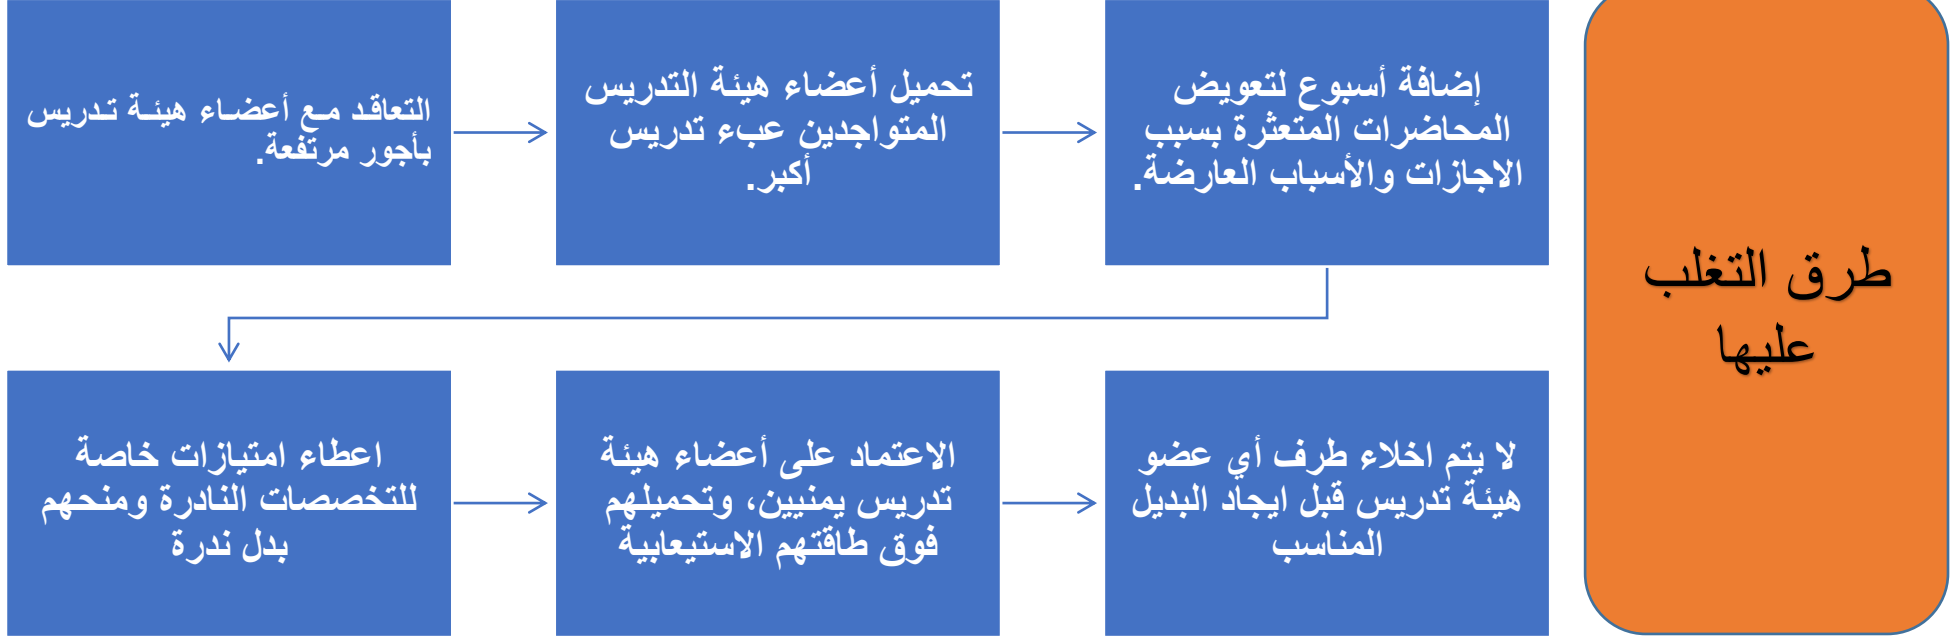 طرق التغلب
عليها
التعاقد مع أعضاء هيئة تدريس
بأجور مرتفعة.
تحميل أعضاء هيئة التدريس
المتواجدين عبء تدريس
أكبر.
إضافة أسبوع لتعويض
المحاضرات المتعثرة بسبب
الاجازات والأسباب العارضة.
اعطاء امتيازات خاصة
للتخصصات النادرة ومنحهم
بدل ندرة
الاعتماد على أعضاء هيئة
تدريس يمنيين، وتحميلهم
فوق طاقتهم الاستيعابية
لا يتم اخلاء طرف أي عضو
هيئة تدريس قبل ايجاد البديل
المناسب